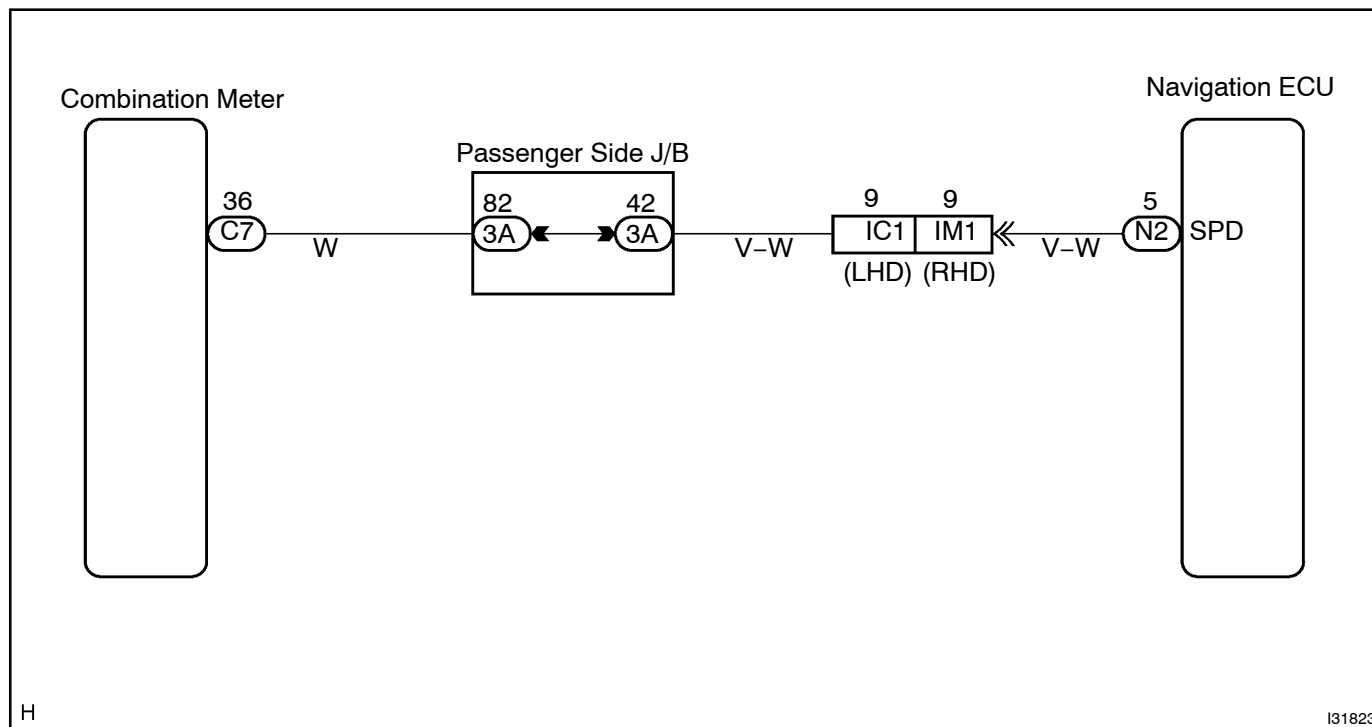 Navigation ECU
Combination Meter
Passenger Side J/B
36
82
42
9
9
5
C7
3A
3A
IC1
IM1
N2
SPD
W
V−W
V−W
(LHD)
(RHD)
H
I31823